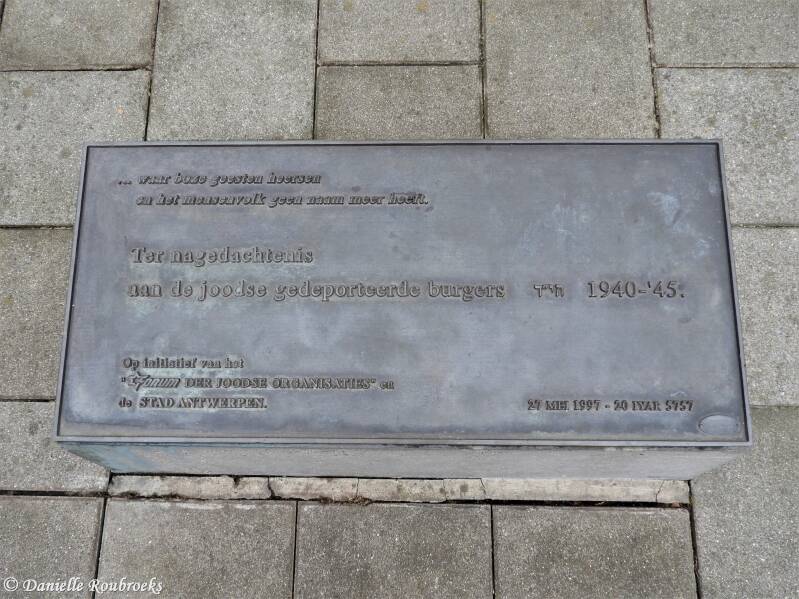 ... waar boze geesten heersen
en het mensenvolk geen naam meer heeft.
Ter nagedachtenis
aan de joodse gedeporteerde burgers הי״ד 1940-'45.
Op initiatief van het
"Forum DER JOODSE ORGANISATIES" en
de STAD ANTWERPEN.
27 MEI 1997 - 20 IYAR 5757
© Danielle Roubroeks